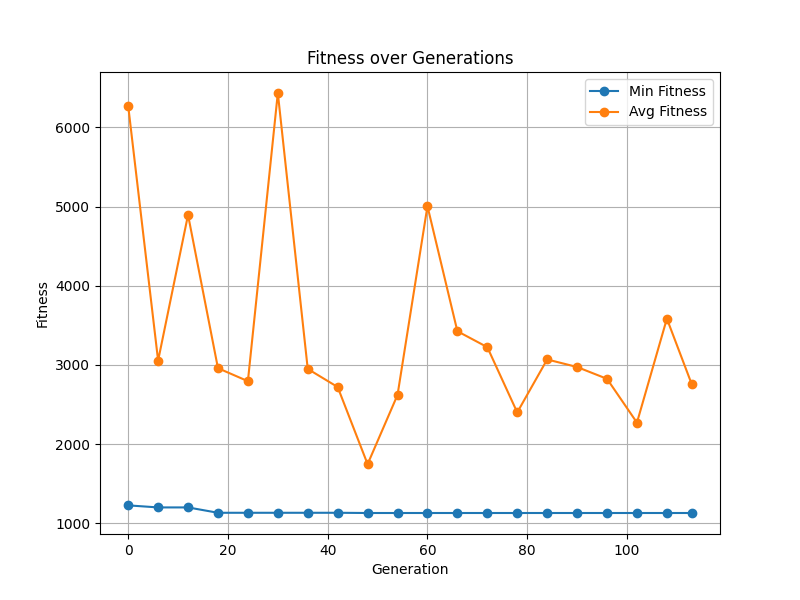 Fitness over Generations
Min Fitness
Avg Fitness
6000
5000
4000
3000
2000
1000
Fitness
0 20 40 60 80 100
Generation